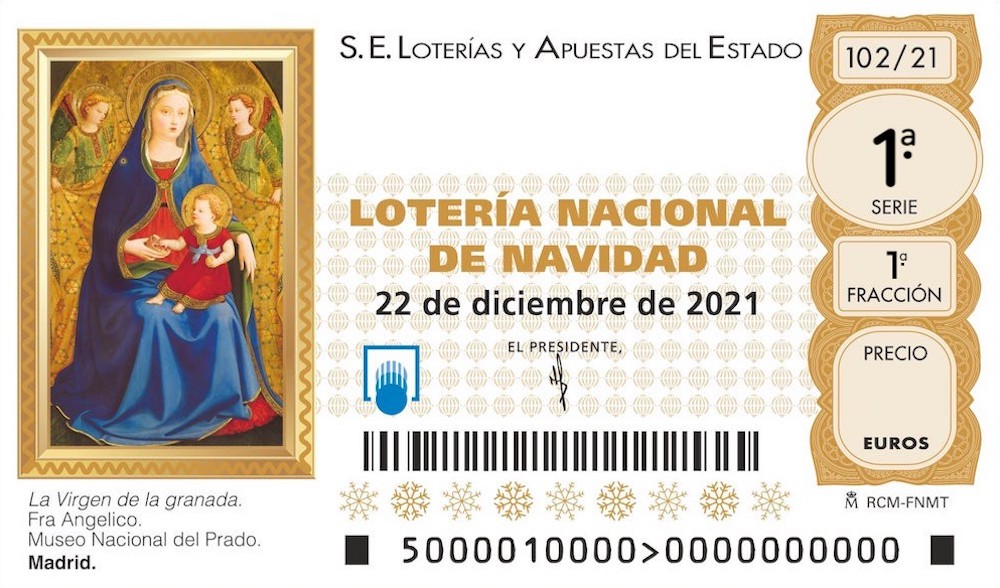 S.E. LOTERÍAS Y APUESTAS DEL ESTADO
102/21
1.ª
SERIE
LOTERÍA NACIONAL
DE NAVIDAD
22 de diciembre de 2021
1.ª
FRACCIÓN
EL PRESIDENTE,
PRECIO
EUROS
La Virgen de la granada.
Fra Angelico.
Museo Nacional del Prado.
Madrid.
RCM-FNMT
5000010000>0000000000